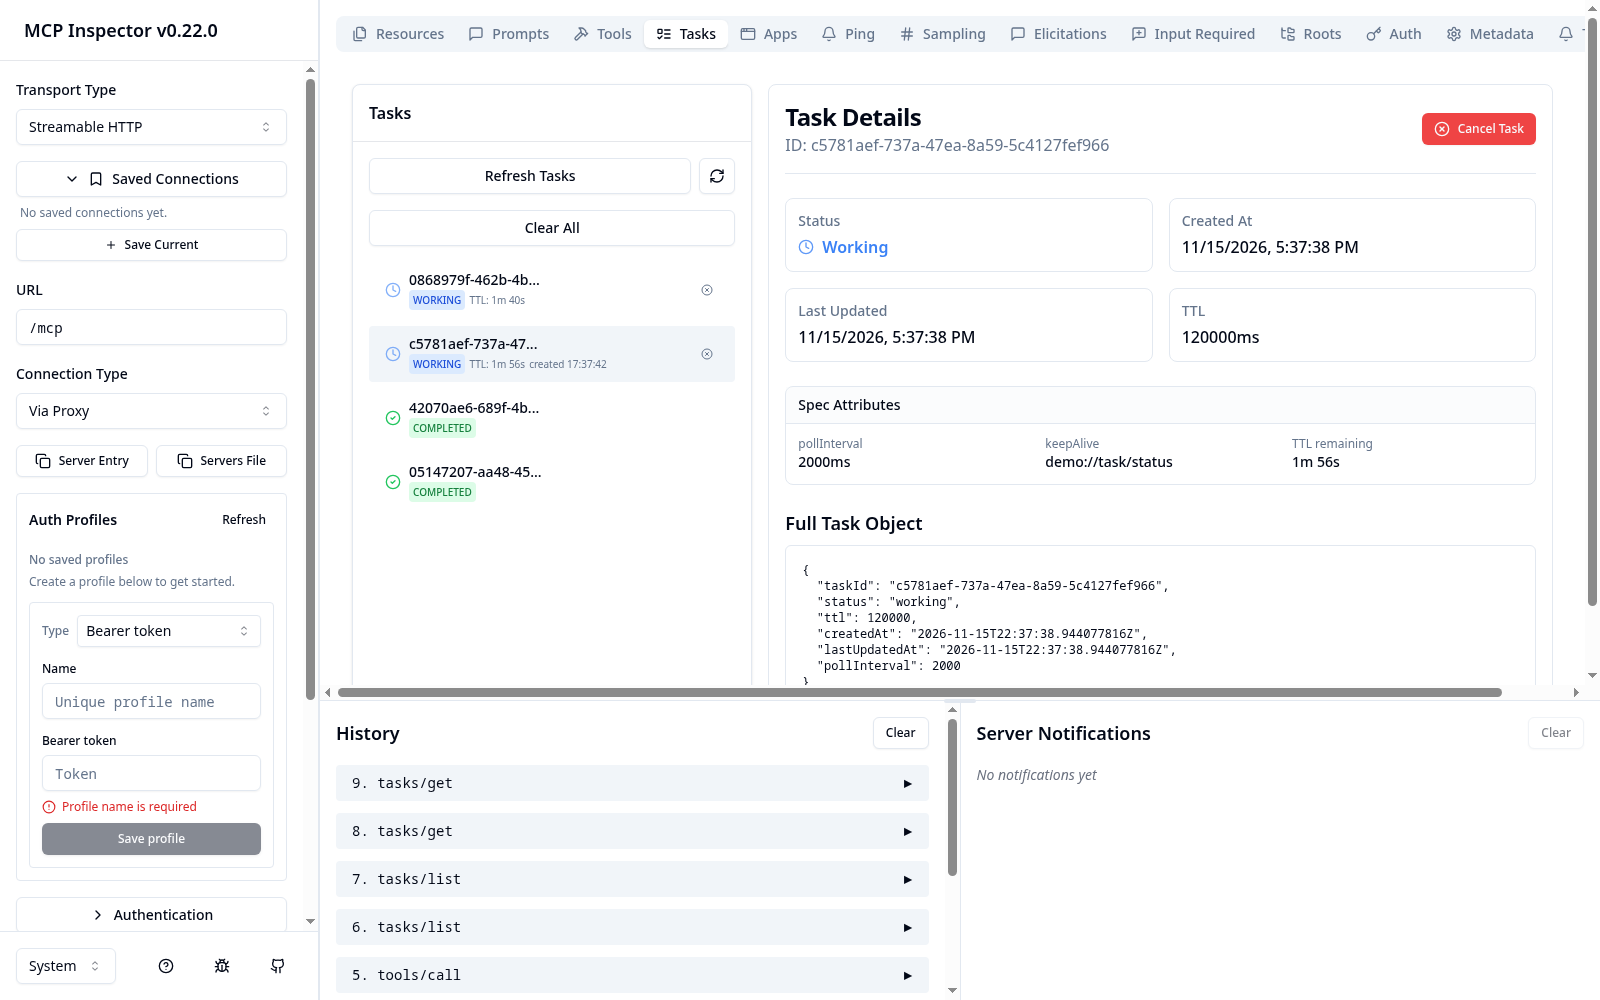 MCP Inspector v0.22.0
Transport Type
Streamable HTTP
Saved Connections
No saved connections yet.
Save Current
URL
/mcp
Connection Type
Via Proxy
Server Entry
Servers File
Auth Profiles
Refresh
No saved profiles
Create a profile below to get started.
Type
Bearer token
Name
Unique profile name
Bearer token
Token
Profile name is required
Save profile
Authentication
System
Resources
Prompts
Tools
Tasks
Apps
Ping
Sampling
Elicitations
Input Required
Roots
Auth
Metadata
Tasks
Refresh Tasks
Clear All
0868979f-462b-4b...
WORKING TTL: 1m 40s
c5781aef-737a-47...
WORKING TTL: 1m 56s created 17:37:42
42070ae6-689f-4b...
COMPLETED
05147207-aa48-45...
COMPLETED
Task Details
ID: c5781aef-737a-47ea-8a59-5c4127fef966
Cancel Task
Status
Working
Created At
11/15/2026, 5:37:38 PM
Last Updated
11/15/2026, 5:37:38 PM
TTL
120000ms
Spec Attributes
pollInterval
2000ms
keepAlive
demo://task/status
TTL remaining
1m 56s
Full Task Object
{
"taskId": "c5781aef-737a-47ea-8a59-5c4127fef966",
"status": "working",
"ttl": 120000,
"createdAt": "2026-11-15T22:37:38.944077816Z",
"lastUpdatedAt": "2026-11-15T22:37:38.944077816Z",
"pollInterval": 2000
}
History
Clear
9. tasks/get
8. tasks/get
7. tasks/list
6. tasks/list
5. tools/call
Server Notifications
Clear
No notifications yet